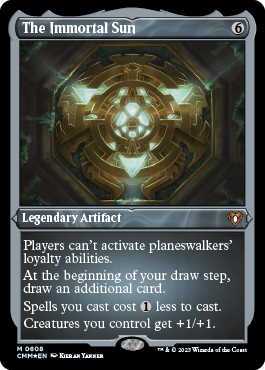 The Immortal Sun 6
Legendary Artifact
Players can't activate planeswalkers'
loyalty abilities.
At the beginning of your draw step,
draw an additional card.
Spells you cast cost 1 less to cast.
Creatures you control get +1/+1.
M 0608
CMM★EN Kieran Yanner
™ & © 2023 Wizards of the Coast